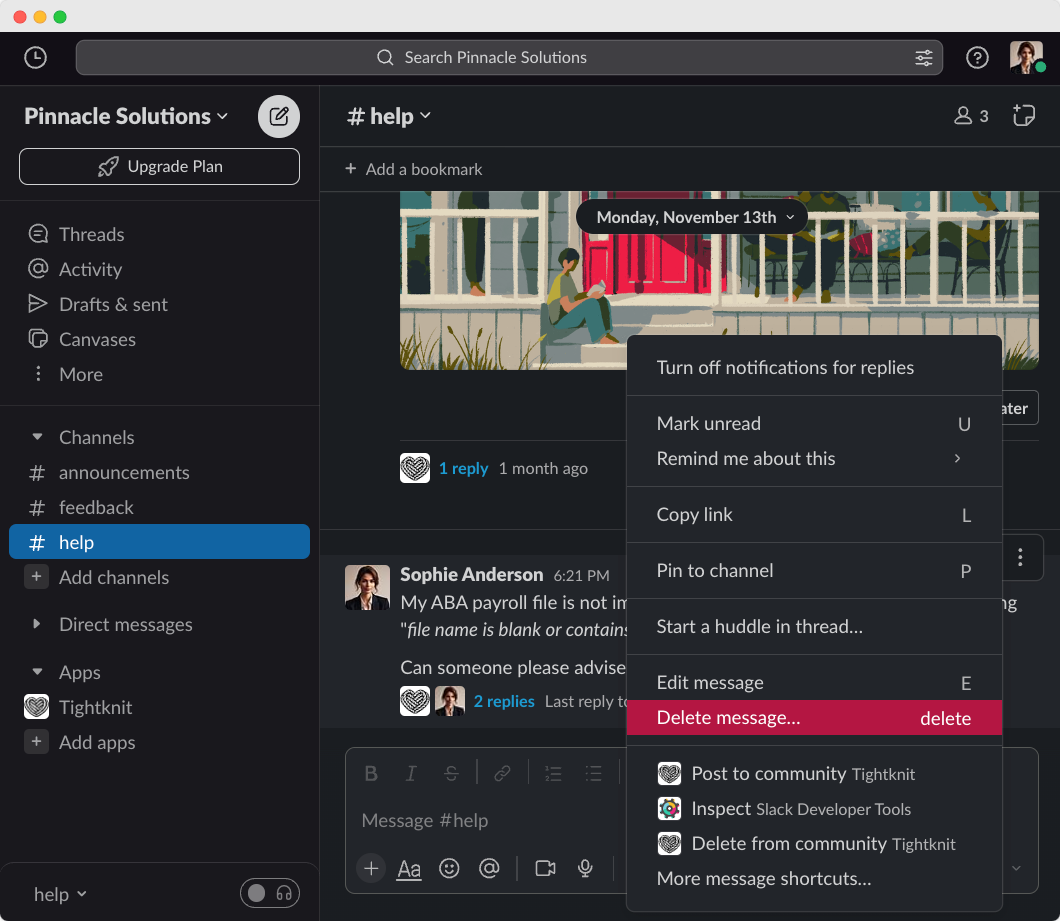 Search Pinnacle Solutions
Pinnacle Solutions
Upgrade Plan
Threads
Activity
Drafts & sent
Canvases
More
Channels
# announcements
# feedback
# help
+ Add channels
Direct messages
Apps
Tightknit
+ Add apps
help
# help
3
+ Add a bookmark
Monday, November 13th
ater
1 reply 1 month ago
Sophie Anderson 6:21 PM
My ABA payroll file is not im
ng
"file name is blank or contains
Can someone please advise
2 replies Last reply to
B I S
Message #help
+ Aa @
Turn off notifications for replies
Mark unread U
Remind me about this
Copy link L
Pin to channel P
Start a huddle in thread...
Edit message E
Delete message... delete
Post to community Tightknit
Inspect Slack Developer Tools
Delete from community Tightknit
More message shortcuts...